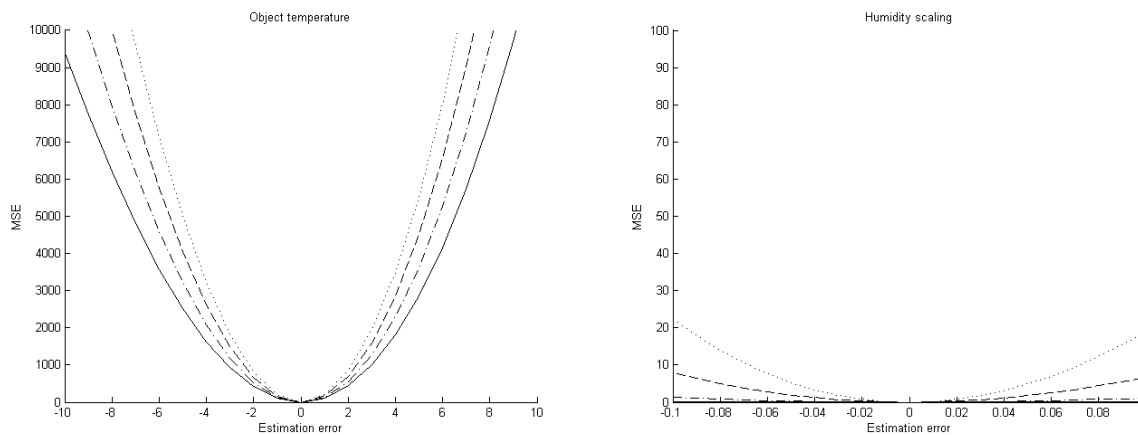 Object temperature
10000
9000
8000
7000
6000
5000
4000
3000
2000
1000
0
MSE
-10 -8 -6 -4 -2 0 2 4 6 8 10
Estimation error
Humidity scaling
100
90
80
70
60
50
40
30
20
10
0
MSE
-0.1 -0.08 -0.06 -0.04 -0.02 0 0.02 0.04 0.06 0.08
Estimation error